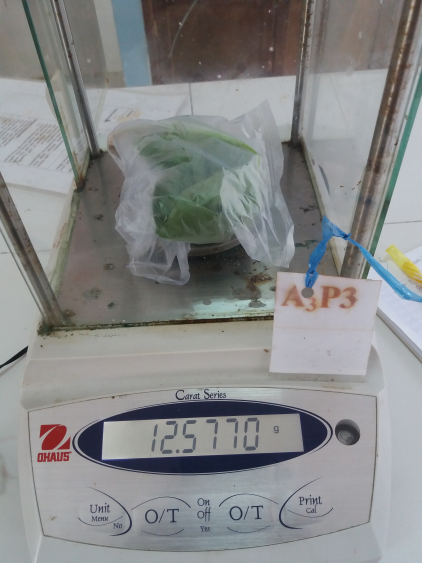 A3P3
Carat Series
OHAUS
12.5770 g
Unit
Menu
No
O/T
On
Off
Yes
O/T
Print
Cal